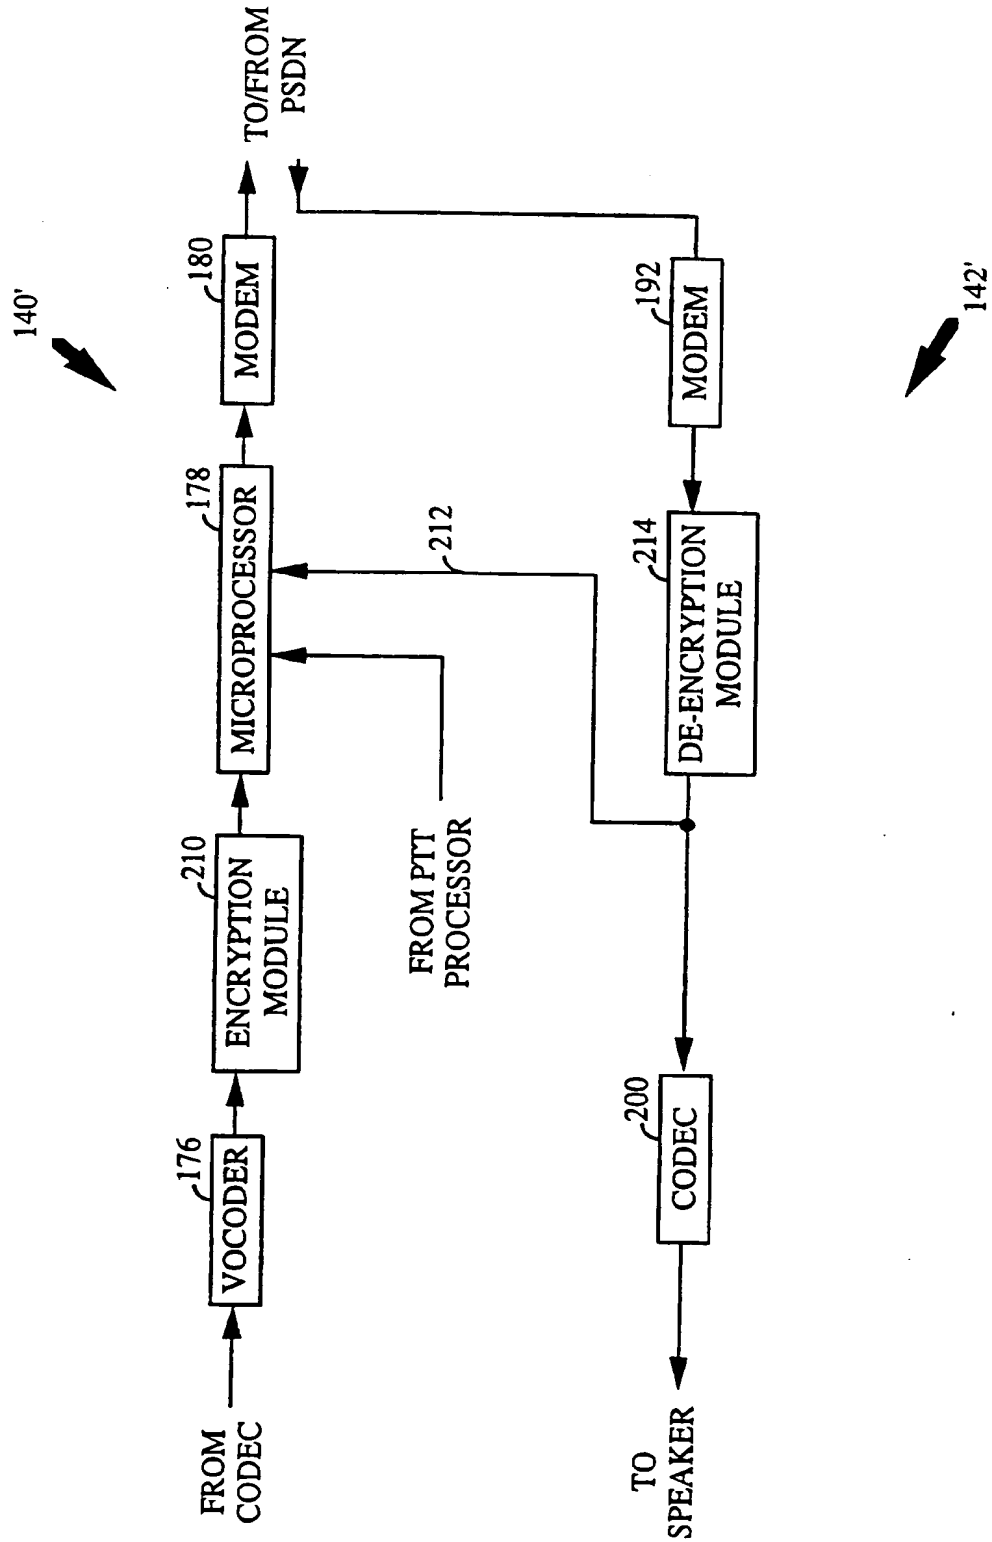 140'
FROM
CODEC
176
VOCODER
210
ENCRYPTION
MODULE
178
MICROPROCESSOR
180
MODEM
TO/FROM
PSDN
FROM PTT
PROCESSOR
212
TO
SPEAKER
200
CODEC
214
DE-ENCRYPTION
MODULE
192
MODEM
142'